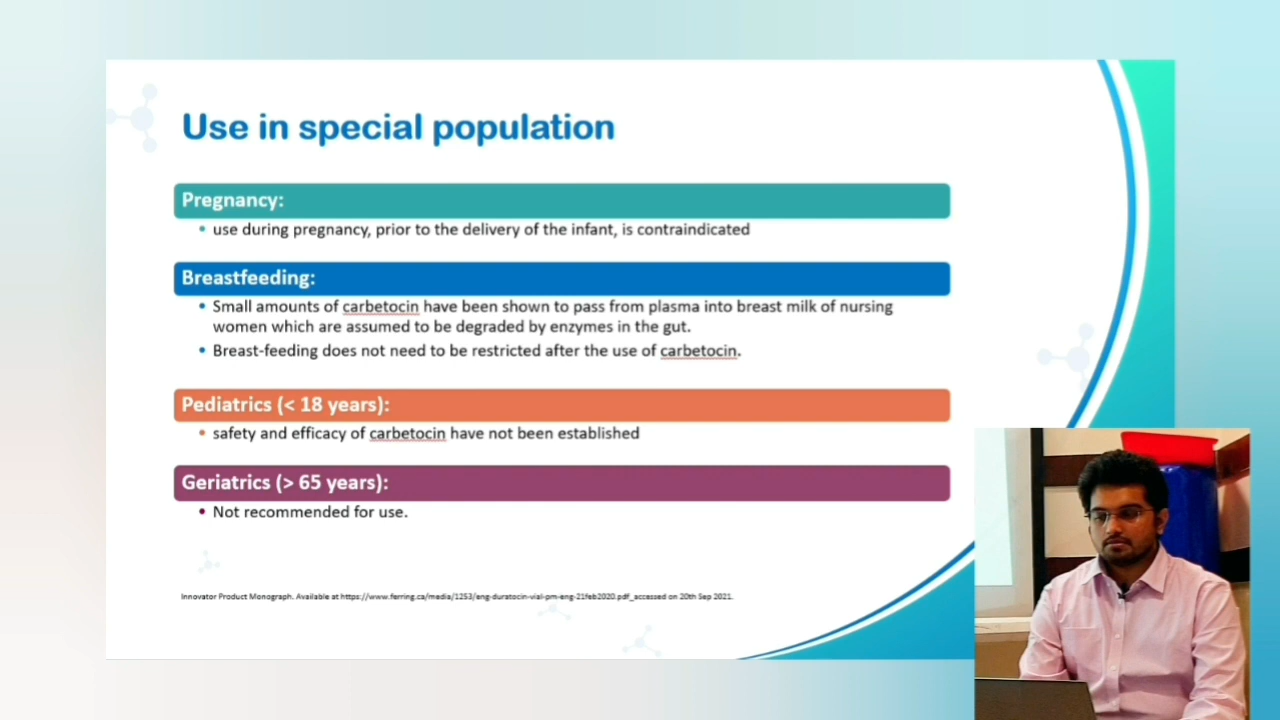 Use in special population
Pregnancy:
• use during pregnancy, prior to the delivery of the infant, is contraindicated
Breastfeeding:
• Small amounts of carbetocin have been shown to pass from plasma into breast milk of nursing
women which are assumed to be degraded by enzymes in the gut.
• Breast-feeding does not need to be restricted after the use of carbetocin.
Pediatrics (< 18 years):
• safety and efficacy of carbetocin have not been established
Geriatrics (> 65 years):
• Not recommended for use.
Innovator Product Monograph. Available at https://www.ferring.ca/media/1253/eng-duratocin-vial-pm-eng-21feb2020.pdf_accessed on 20th Sep 2021.